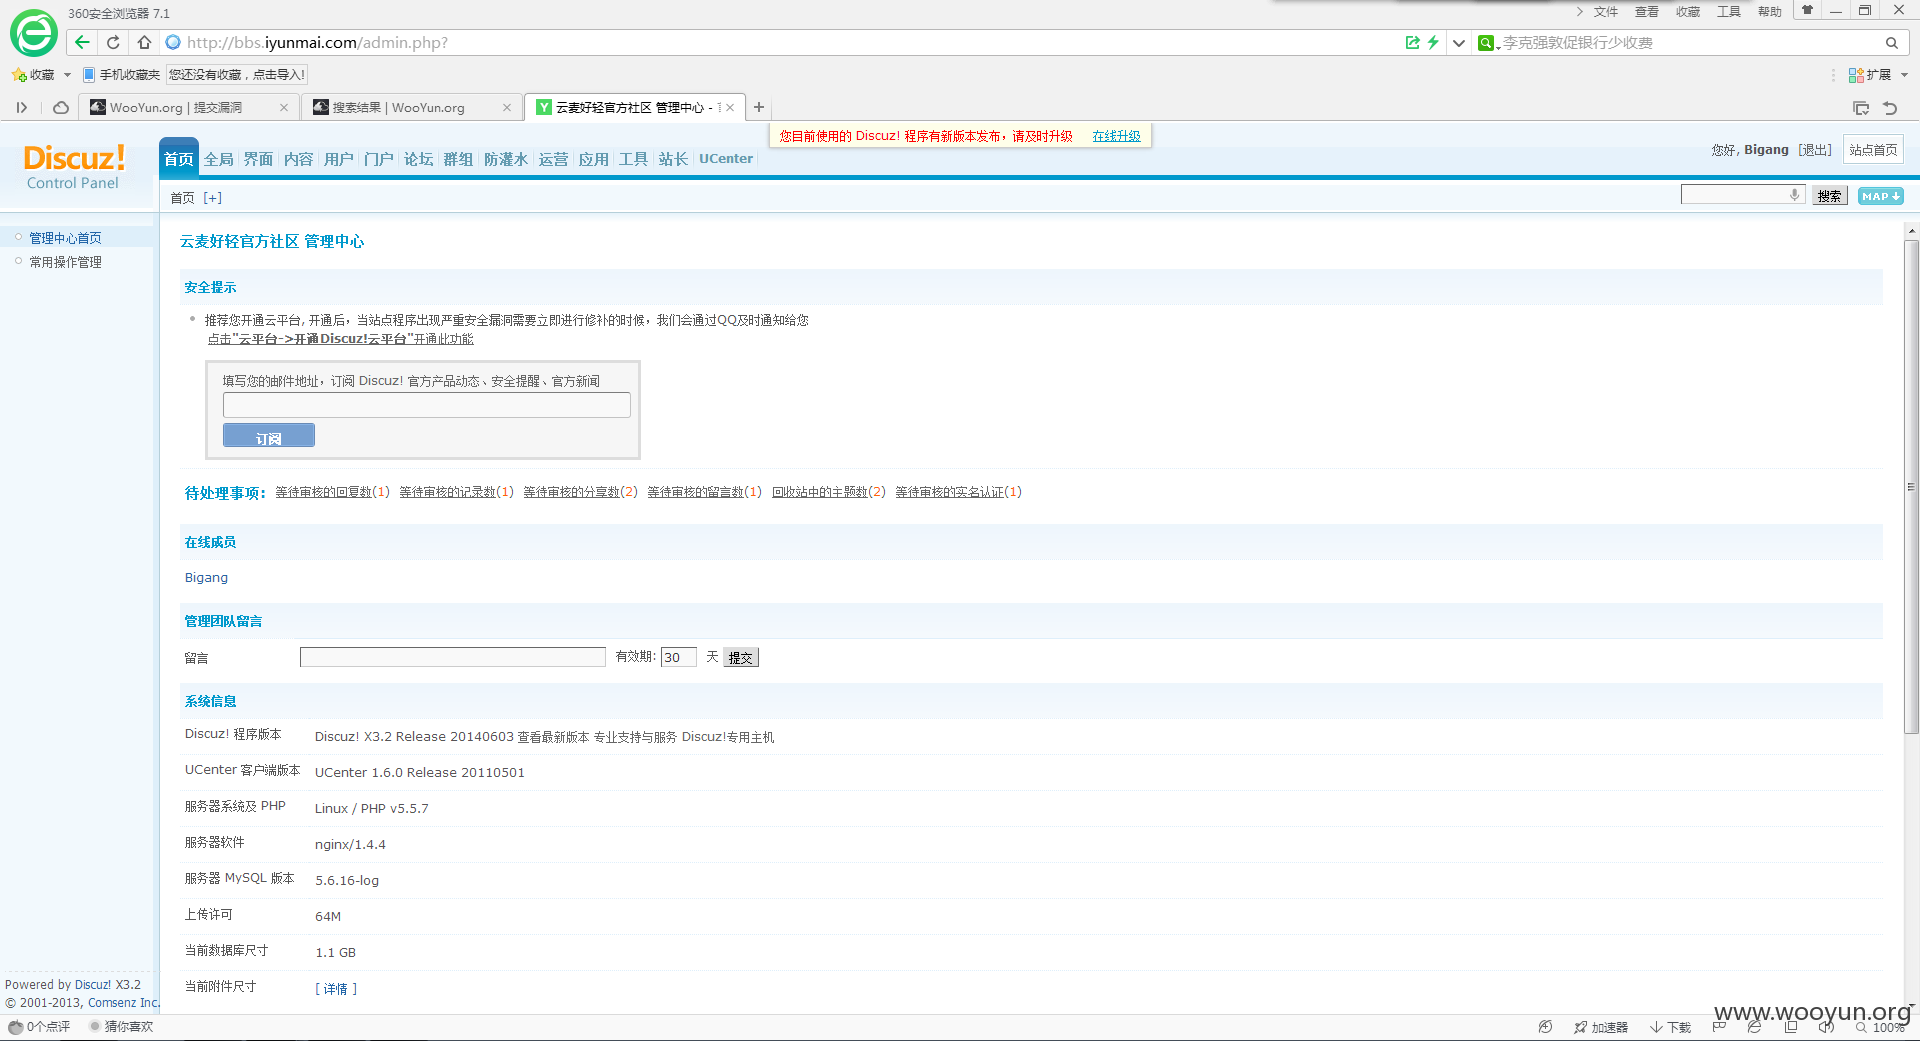 360安全浏览器 7.1
文件 查看 收藏 工具 帮助
http://bbs.iyunmai.com/admin.php?
李克强敦促银行少收费
收藏 手机收藏夹 您还没有收藏，点击导入!
扩展
WooYun.org | 提交漏洞
搜索结果 | WooYun.org
云麦好轻官方社区 管理中心 -
您目前使用的 Discuz! 程序有新版本发布，请及时升级 在线升级
Discuz!
Control Panel
首页 全局 界面 内容 用户 门户 论坛 群组 防灌水 运营 应用 工具 站长 UCenter
您好, Bigang [退出] 站点首页
首页 [+]
搜索 MAP
管理中心首页
常用操作管理
云麦好轻官方社区 管理中心
安全提示
推荐您开通云平台, 开通后，当站点程序出现严重安全漏洞需要立即进行修补的时候，我们会通过QQ及时通知给您
点击"云平台->开通Discuz!云平台"开通此功能
填写您的邮件地址，订阅 Discuz! 官方产品动态、安全提醒、官方新闻
订阅
待处理事项: 等待审核的回复数(1) 等待审核的记录数(1) 等待审核的分享数(2) 等待审核的留言数(1) 回收站中的主题数(2) 等待审核的实名认证(1)
在线成员
Bigang
管理团队留言
留言 有效期: 30 天 提交
系统信息
Discuz! 程序版本 Discuz! X3.2 Release 20140603 查看最新版本 专业支持与服务 Discuz!专用主机
UCenter 客户端版本 UCenter 1.6.0 Release 20110501
服务器系统及 PHP Linux / PHP v5.5.7
服务器软件 nginx/1.4.4
服务器 MySQL 版本 5.6.16-log
上传许可 64M
当前数据库尺寸 1.1 GB
当前附件尺寸 [ 详情 ]
Powered by Discuz! X3.2
© 2001-2013, Comsenz Inc.
www.wooyun.org
0个点评 猜你喜欢
加速器 下载 100%